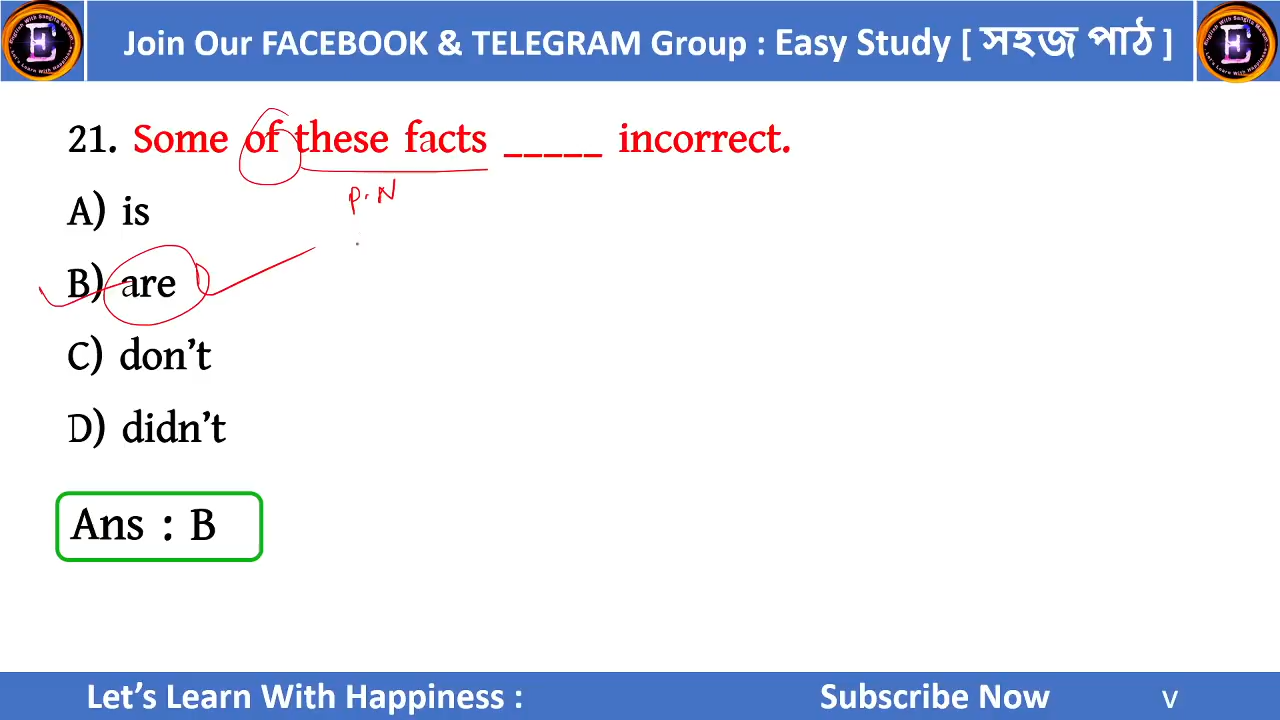 Join Our FACEBOOK & TELEGRAM Group : Easy Study [ সহজ পাঠ ]
21. Some of these facts _____ incorrect.
P.N
A) is
B) are
C) don't
D) didn't
Ans : B
Let's Learn With Happiness :
Subscribe Now
v